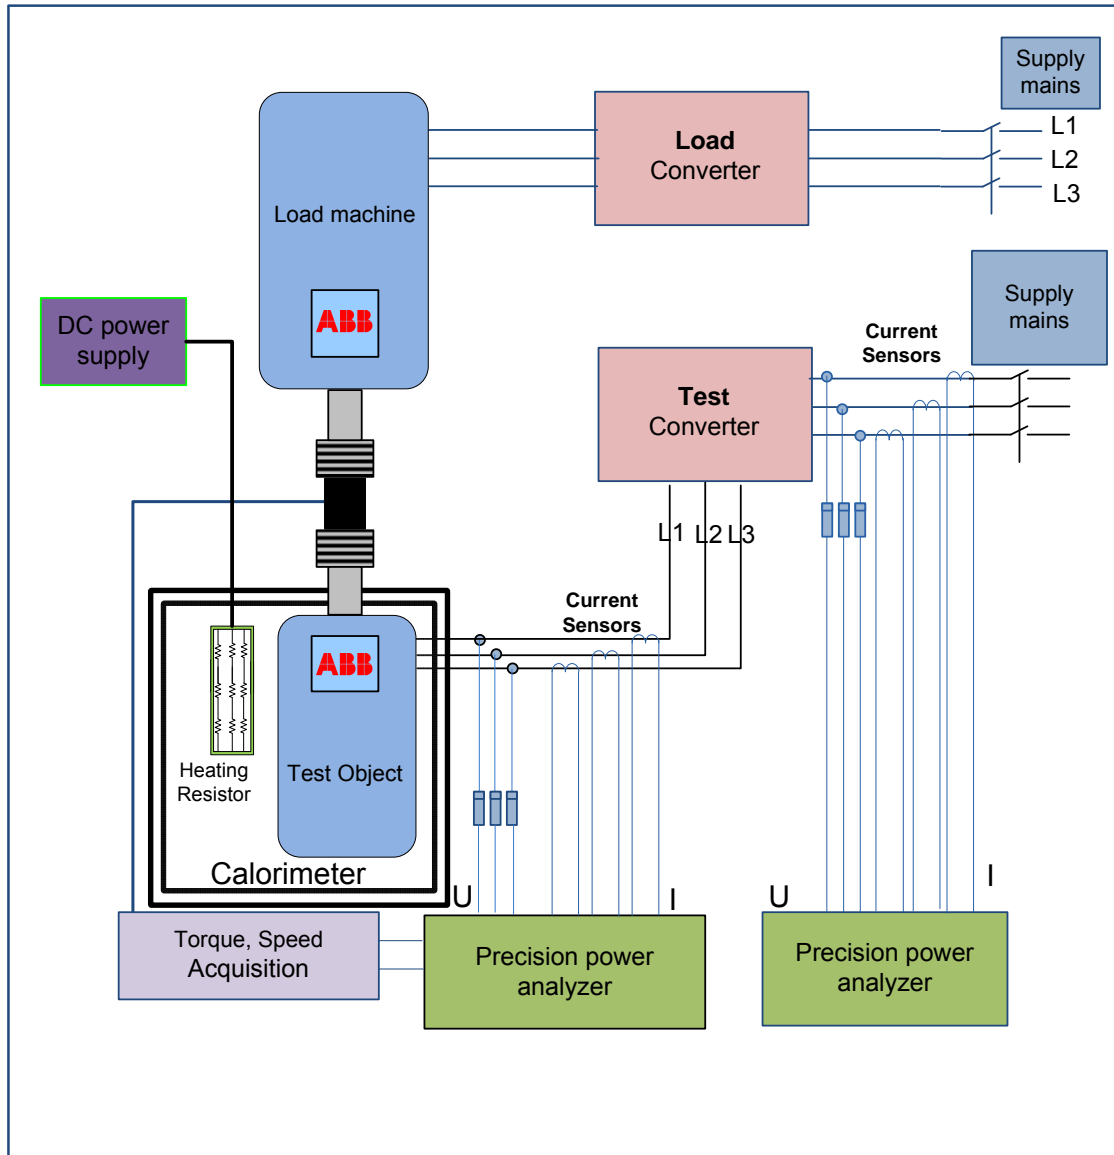 Supply
mains
L1
L2
L3
Load
Converter
Load machine
ABB
DC power
supply
Supply
mains
Current
Sensors
Test
Converter
L1
L2
L3
Current
Sensors
ABB
Test Object
Heating
Resistor
Calorimeter
U
I
U
I
Torque, Speed
Acquisition
Precision power
analyzer
Precision power
analyzer